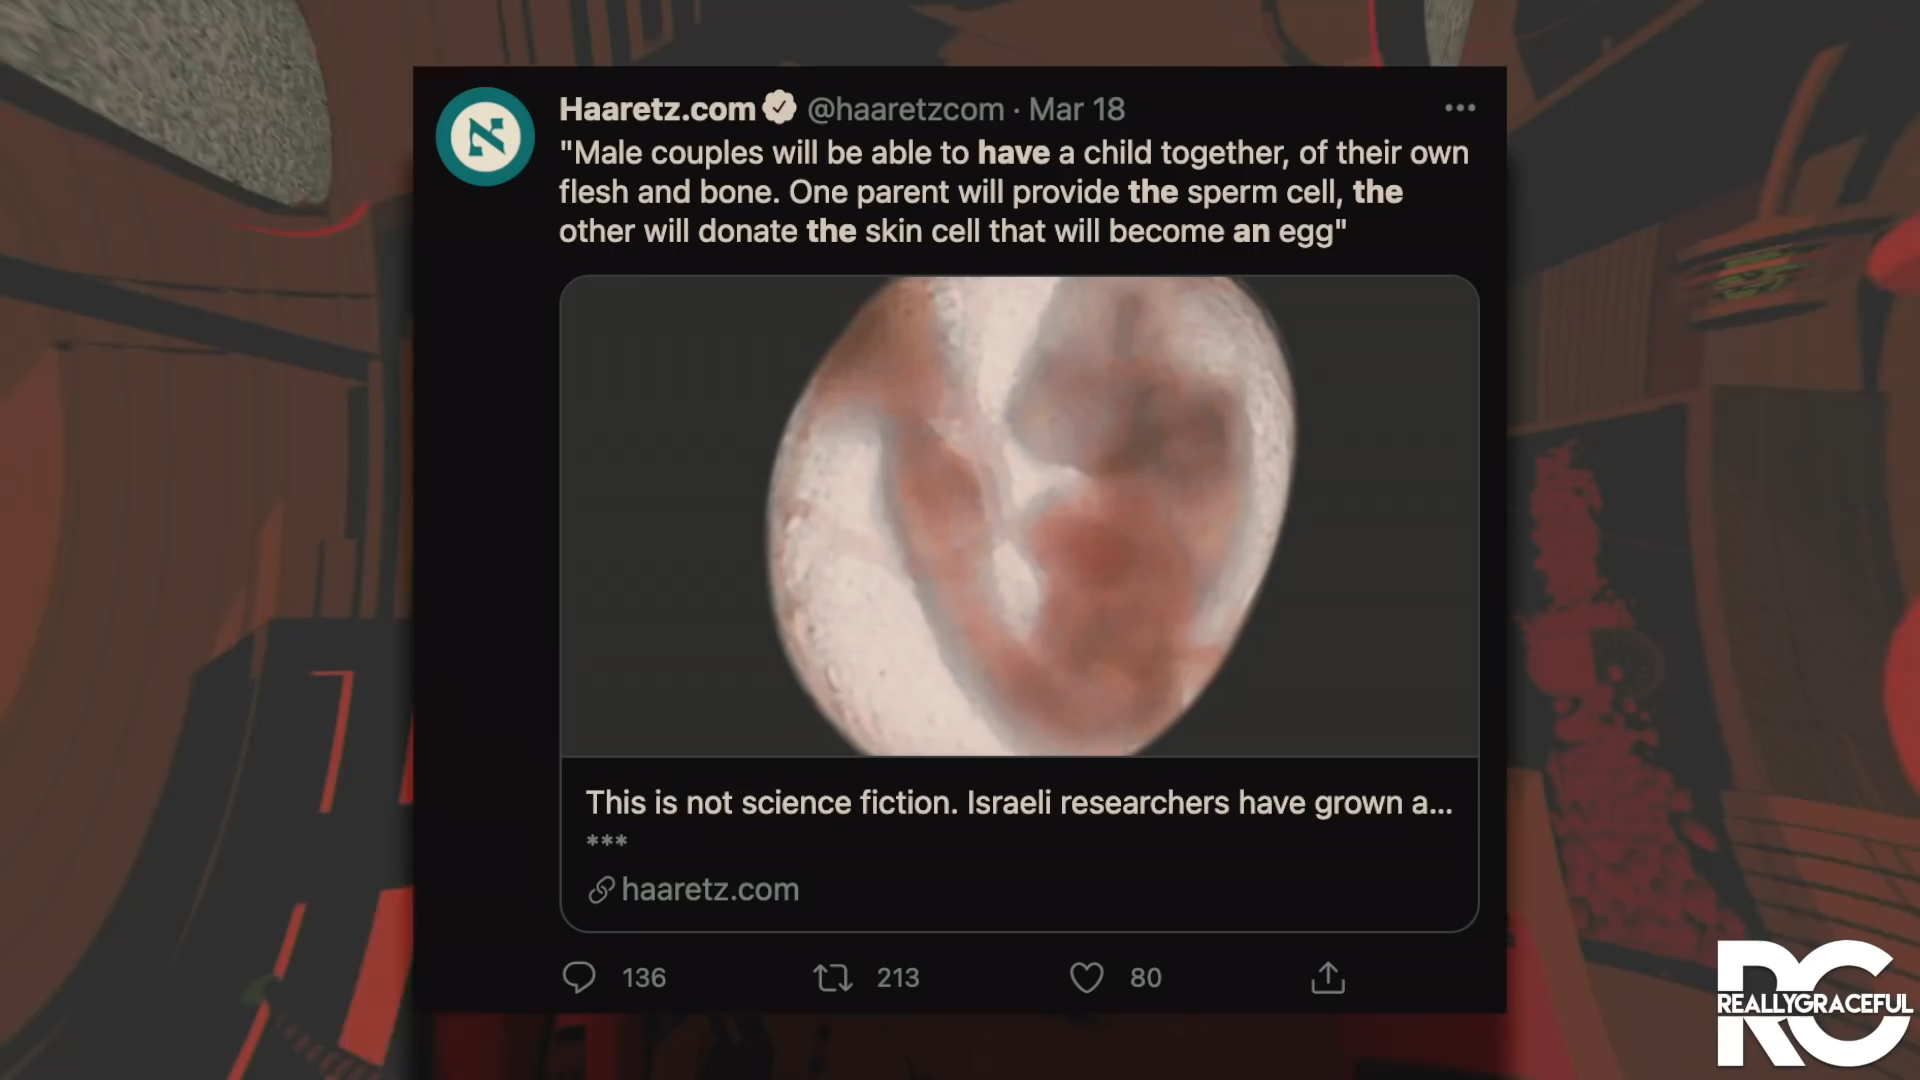 Haaretz.com @haaretzcom · Mar 18
"Male couples will be able to have a child together, of their own
flesh and bone. One parent will provide the sperm cell, the
other will donate the skin cell that will become an egg"
This is not science fiction. Israeli researchers have grown a...
***
haaretz.com
136 213 80
RG
REALLYGRACEFUL